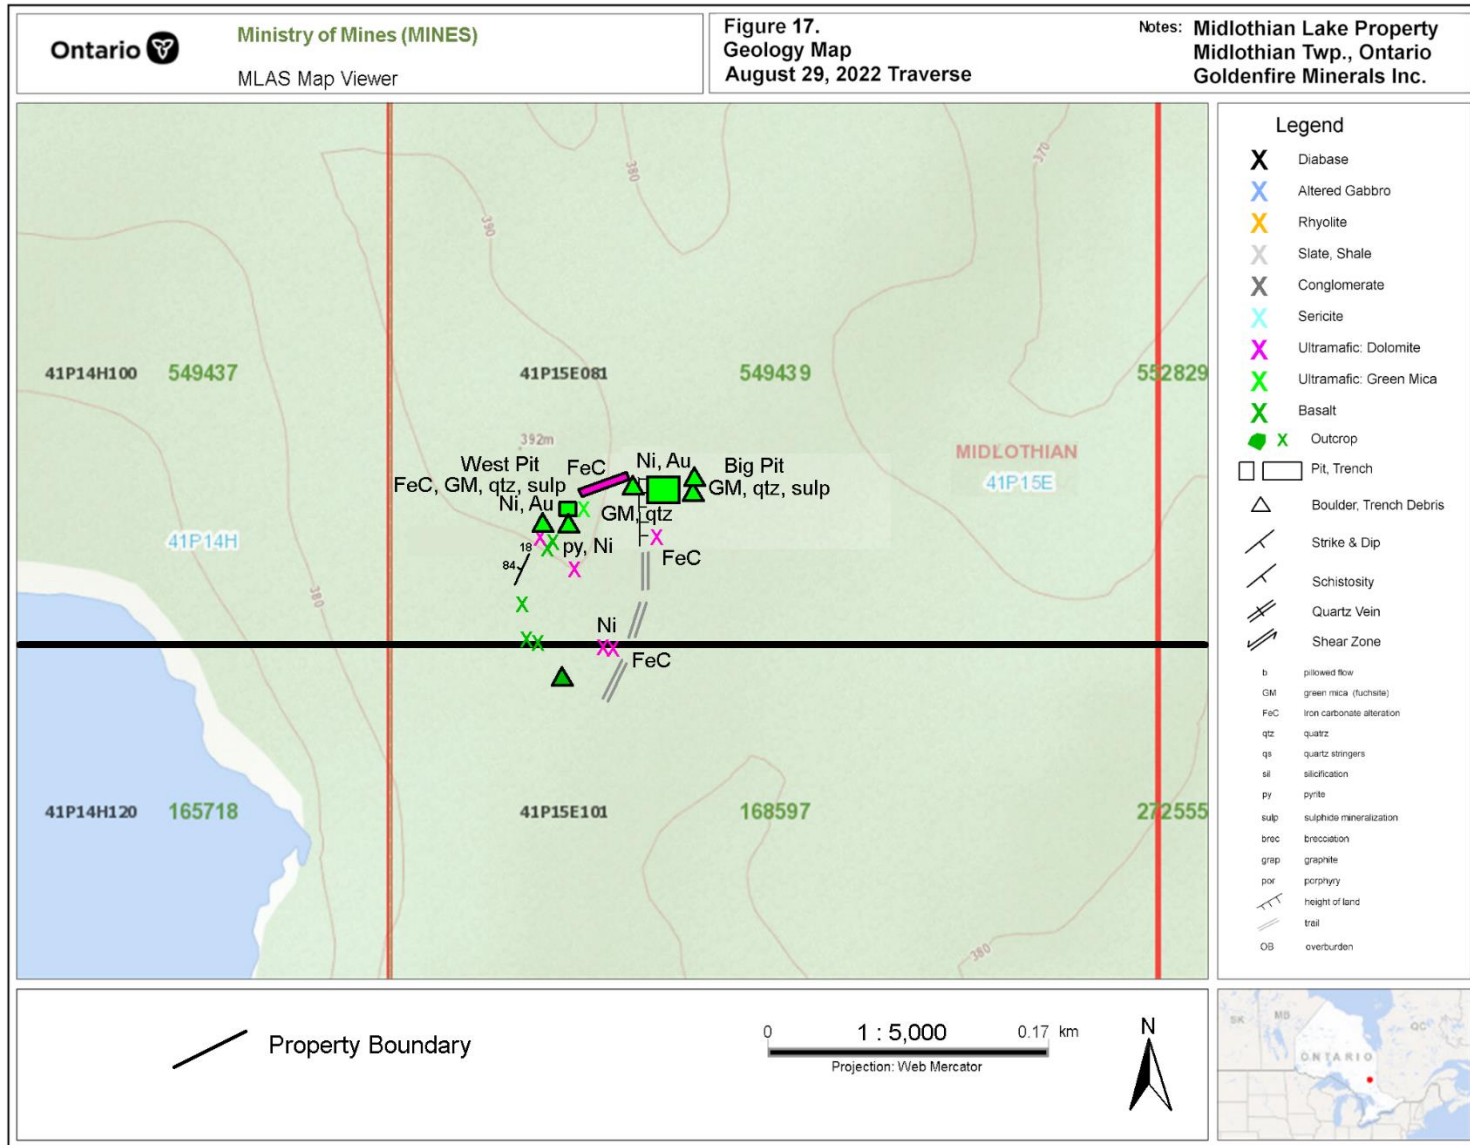 Ontario
Ministry of Mines (MINES)
MLAS Map Viewer
Figure 17.
Geology Map
August 29, 2022 Traverse
Notes: Midlothian Lake Property
Midlothian Twp., Ontario
Goldenfire Minerals Inc.
380
370
390
41P14H100 549437
41P15E081
549439
552829
392m
MIDLOTHIAN
41P15E
West Pit
FeC
Ni, Au
Big Pit
FeC, GM, qtz, sulp
GM, qtz, sulp
Ni, Au
GM, qtz
41P14H
18
py, Ni
FeC
84
380
Ni
FeC
41P14H120 165718
41P15E101
168597
272555
380
Legend
X Diabase
X Altered Gabbro
X Rhyolite
X Slate, Shale
X Conglomerate
X Sericite
X Ultramafic: Dolomite
X Ultramafic: Green Mica
X Basalt
X Outcrop
Pit, Trench
Boulder, Trench Debris
Strike & Dip
Schistosity
Quartz Vein
Shear Zone
b pillowed flow
GM green mica (fuchsite)
FeC iron carbonate alteration
qtz quatrz
qs quartz stringers
sil silicification
py pyrite
sulp sulphide mineralization
brec brecciation
grap graphite
por porphyry
height of land
trail
OB overburden
Property Boundary
0 1 : 5,000 0.17 km
Projection: Web Mercator
N
SK
MB
QC
ONTARIO